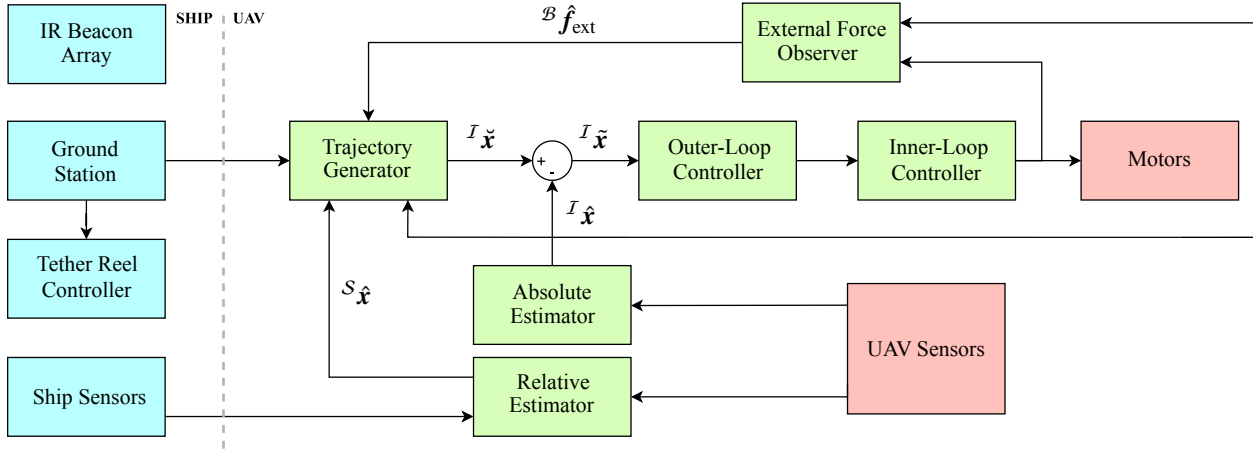 IR Beacon
Array
SHIP
UAV
ᴮ f̂ₑₓₜ
External Force
Observer
Ground
Station
Trajectory
Generator
ᴵ x̆
+
-
ᴵ x̃
Outer-Loop
Controller
Inner-Loop
Controller
Motors
ᴵ x̂
Tether Reel
Controller
ˢ x̂
Absolute
Estimator
UAV Sensors
Ship Sensors
Relative
Estimator